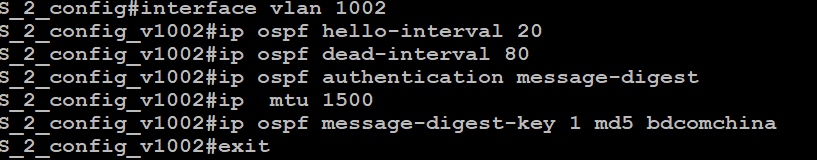 S_2_config#interface vlan 1002
S_2_config_v1002#ip ospf hello-interval 20
S_2_config_v1002#ip ospf dead-interval 80
S_2_config_v1002#ip ospf authentication message-digest
S_2_config_v1002#ip  mtu 1500
S_2_config_v1002#ip ospf message-digest-key 1 md5 bdcomchina
S_2_config_v1002#exit